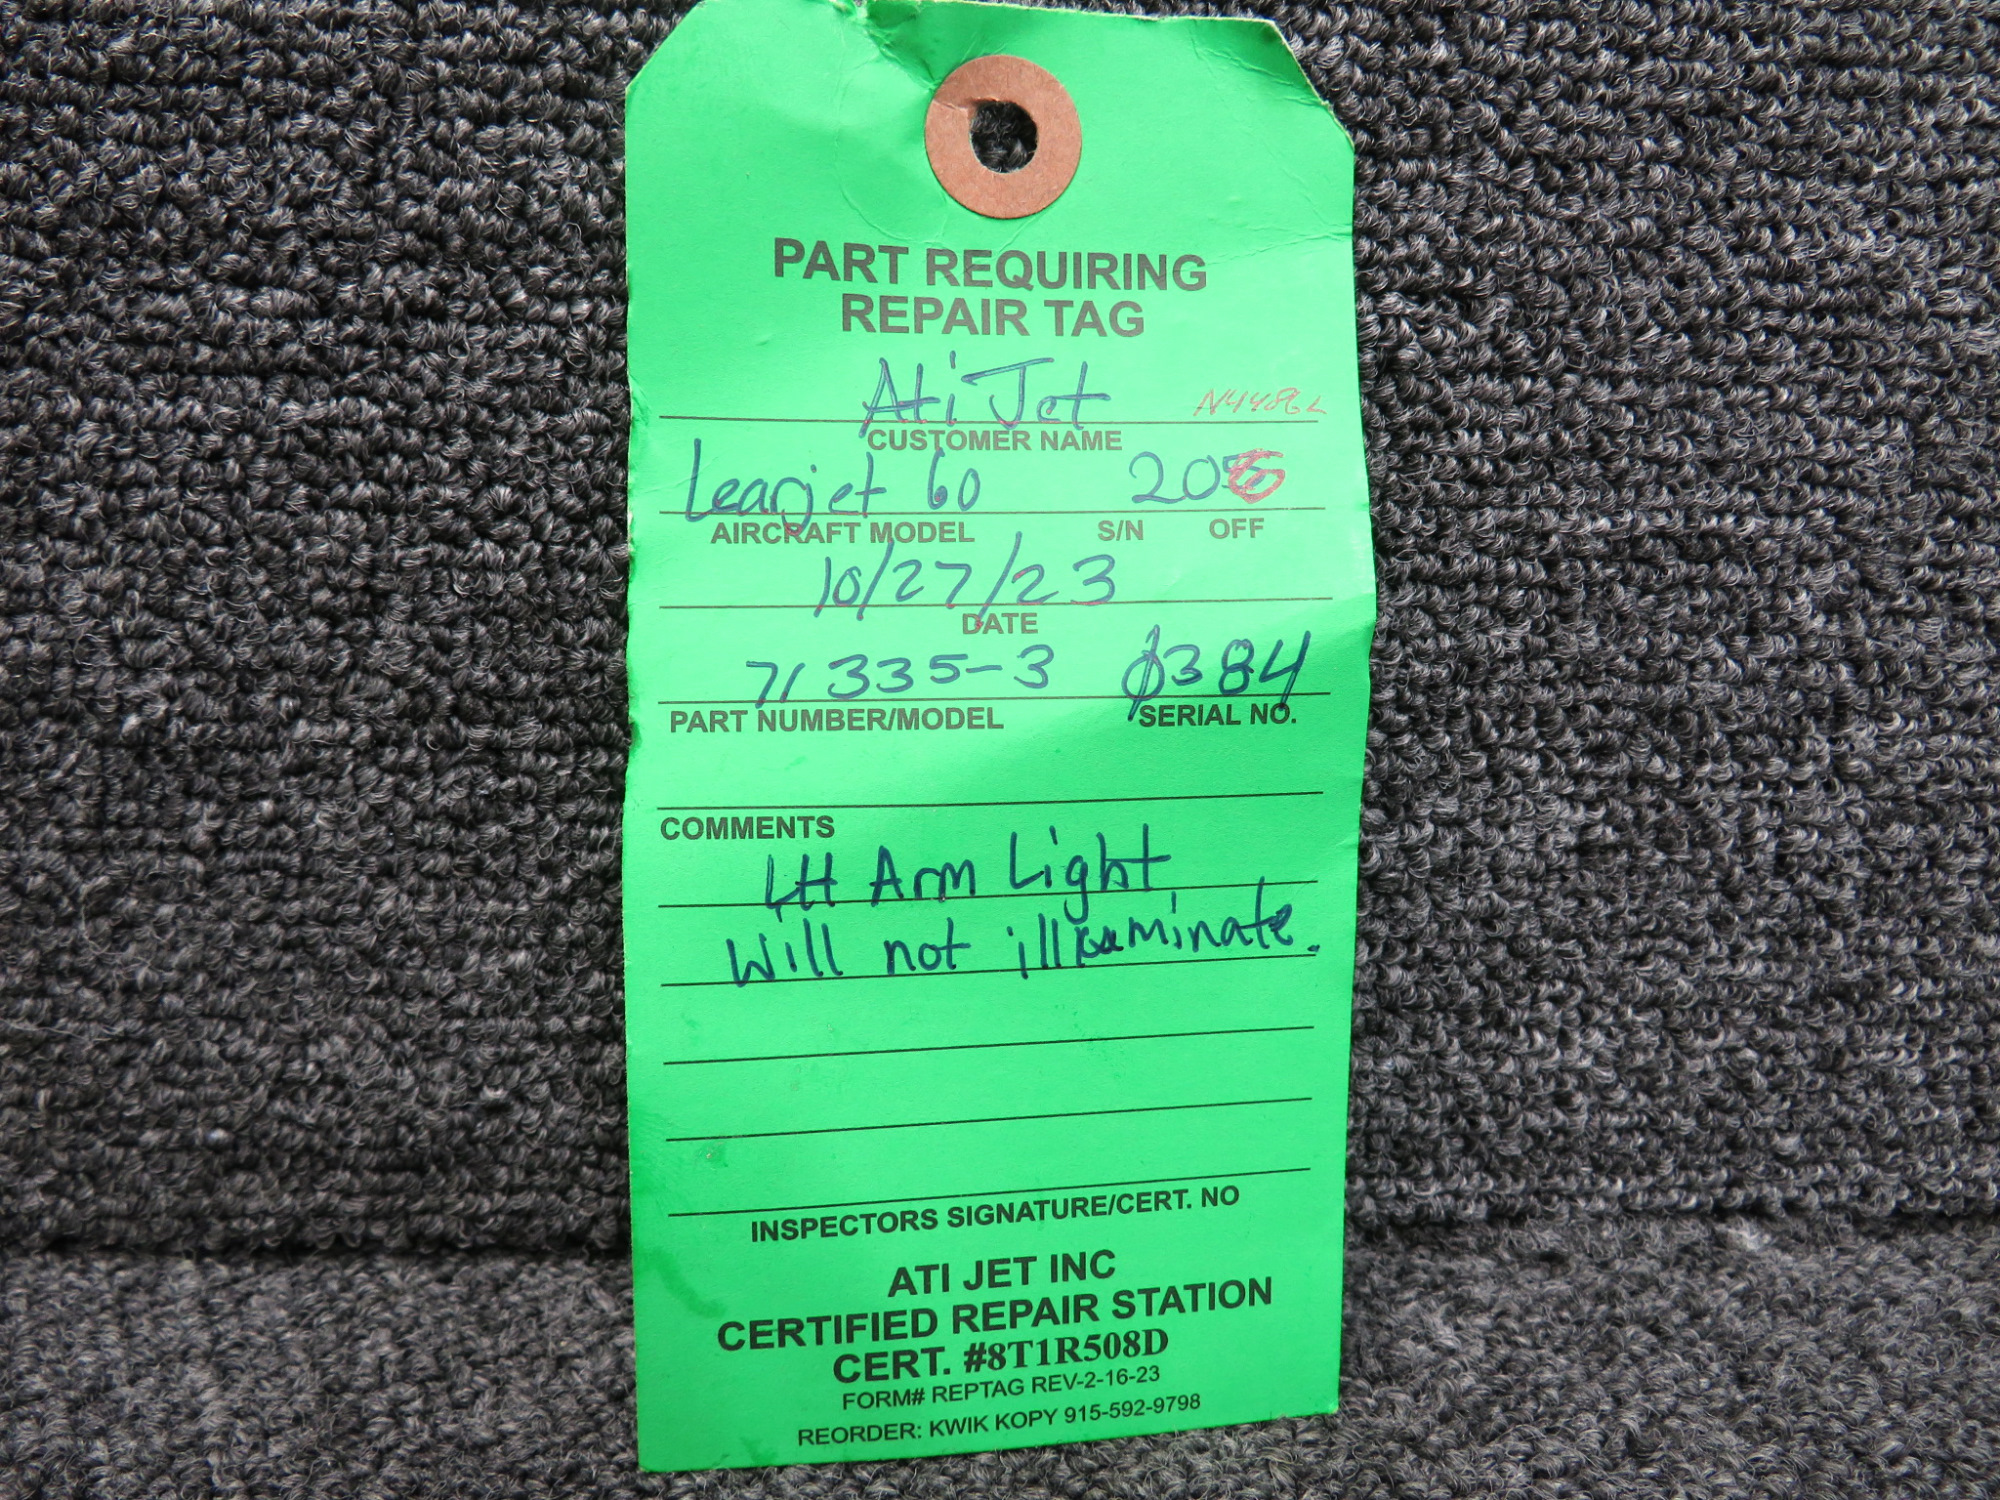 PART REQUIRING
REPAIR TAG
Ati Jet
CUSTOMER NAME
Learjet 60 206
AIRCRAFT MODEL S/N OFF
10/27/23
DATE
71335-3 0384
PART NUMBER/MODEL SERIAL NO.
COMMENTS
LH Arm Light
Will not illuminate.
INSPECTORS SIGNATURE/CERT. NO
ATI JET INC
CERTIFIED REPAIR STATION
CERT. #8T1R508D
FORM# REPTAG REV-2-16-23
REORDER: KWIK KOPY 915-592-9798